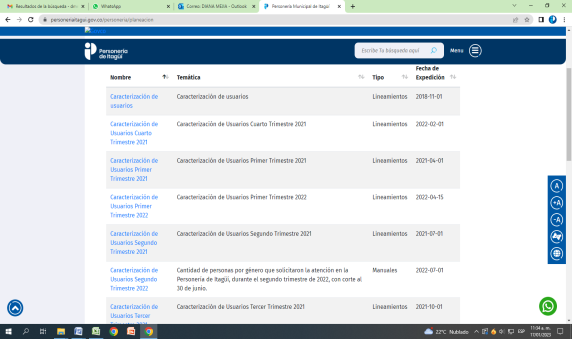 Resultados de la búsqueda - dir
WhatsApp
Correo: DIANA MEJIA - Outlook
Personería Municipal de Itagüí
personeriaitagui.gov.co/personeria/planeacion
Personería
de Itagüí
Escribe Tu búsqueda aquí
Menu
Nombre
Temática
Tipo
Fecha de
Expedición
Caracterización de
usuarios
Caracterización de usuarios
Lineamientos
2018-11-01
Caracterización de
Usuarios Cuarto
Trimestre 2021
Caracterización de Usuarios Cuarto Trimestre 2021
Lineamientos
2022-02-01
Caracterización de
Usuarios Primer
Trimestre 2021
Caracterización de Usuarios Primer Trimestre 2021
Lineamientos
2021-04-01
Caracterización de
Usuarios Primer
Trimestre 2022
Caracterización de Usuarios Primer Trimestre 2022
Lineamientos
2022-04-15
Caracterización de
Usuarios Segundo
Trimestre 2021
Caracterización de Usuarios Segundo Trimestre 2021
Lineamientos
2021-07-01
Caracterización de
Usuarios Segundo
Trimestre 2022
Cantidad de personas por género que solicitaron la atención en la
Personería de Itagüí, durante el segundo trimestre de 2022, con corte al
30 de junio.
Manuales
2022-07-01
Caracterización de
Usuarios Tercer
Caracterización de Usuarios Tercer Trimestre 2021
Lineamientos
2021-10-01
A
+A
-A
22°C Nublado
ESP
11:04 a. m.
11/01/2023